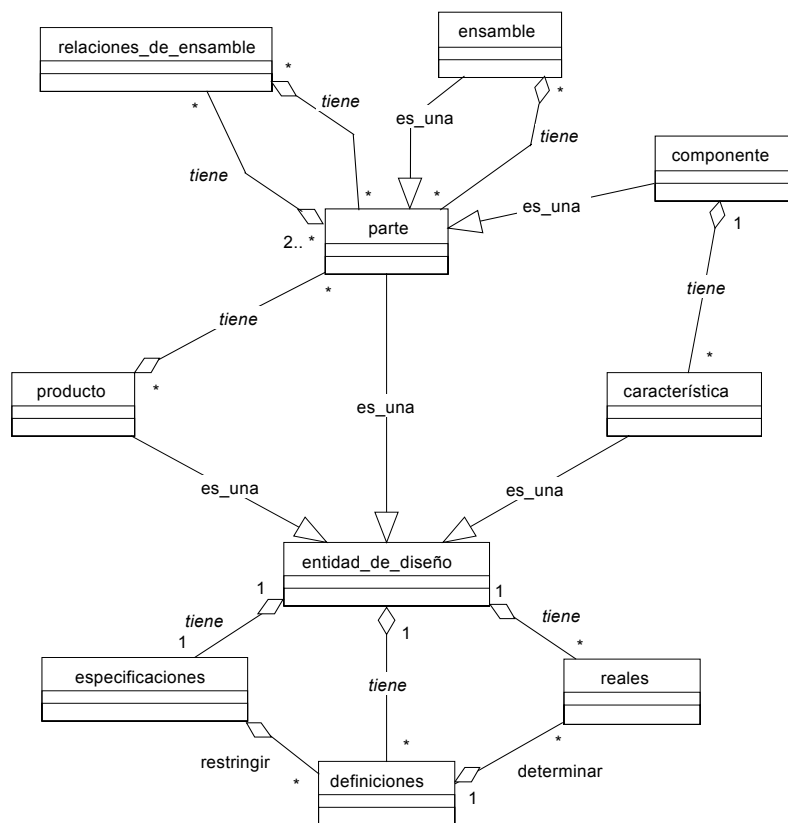 ensamble
relaciones_de_ensamble
*
*
*
tiene
es_una
tiene
componente
tiene
es_una
1
*
*
parte
2.. *
*
tiene
tiene
*
*
producto
característica
es_una
es_una
es_una
entidad_de_diseño
1
1
1
tiene
tiene
1
*
especificaciones
reales
tiene
restringir
*
*
*
determinar
definiciones
1